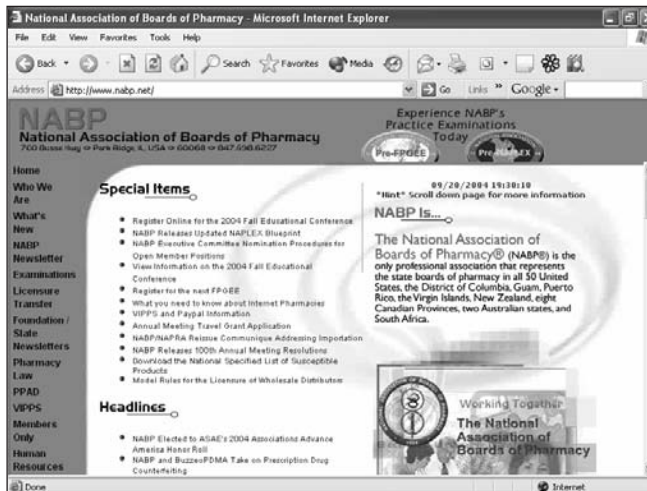 National Association of Boards of Pharmacy - Microsoft Internet Explorer
File Edit View Favorites Tools Help
Back Search Favorites Media
Address http://www.nabp.net/ Go Links » Google
NABP
National Association of Boards of Pharmacy
700 Busse Hwy Park Ridge, IL USA 60068 847.698.6227
Experience NABP's
Practice Examinations
Today
Pre-FPGEE
Pre-NAPLEX
Home
Who We
Are
What's
New
NABP
Newsletter
Examinations
Licensure
Transfer
Foundation /
State
Newsletters
Pharmacy
Law
PPAD
VIPPS
Members
Only
Human
Resources
Special Items
Register Online for the 2004 Fall Educational Conference
NABP Releases Updated NAPLEX Blueprint
NABP Executive Committee Nomination Procedures for
Open Member Positions
View Information on the 2004 Fall Educational
Conference
Register for the next FPGEE
What you need to know about Internet Pharmacies
VIPPS and Paypal Information
Annual Meeting Travel Grant Application
NABP/NAPRA Reissue Communique Addressing Importation
NABP Releases 100th Annual Meeting Resolutions
Download the National Specified List of Susceptible
Products
Model Rules for the Licensure of Wholesale Distributors
Headlines
NABP Elected to ASAE's 2004 Associations Advance
America Honor Roll
NABP and BuzzeoPDMA Take on Prescription Drug
Counterfeiting
09/20/2004 19:30:10
*Hint* Scroll down page for more information
NABP Is...
The National Association of
Boards of Pharmacy® (NABP®) is the
only professional association that represents
the state boards of pharmacy in all 50 United
States, the District of Columbia, Guam, Puerto
Rico, the Virgin Islands, New Zealand, eight
Canadian Provinces, two Australian states, and
South Africa.
Working Together
The National
Association of
Boards of Pharmacy
Done Internet